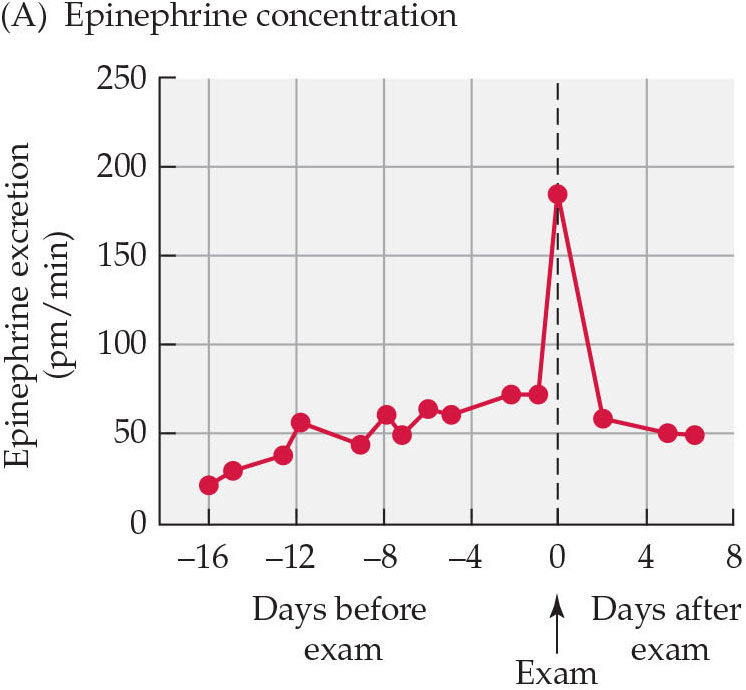 (A) Epinephrine concentration
Epinephrine excretion
(pm/min)
250
200
150
100
50
0
–16 –12 –8 –4 0 4 8
Days before
exam
Exam
Days after
exam